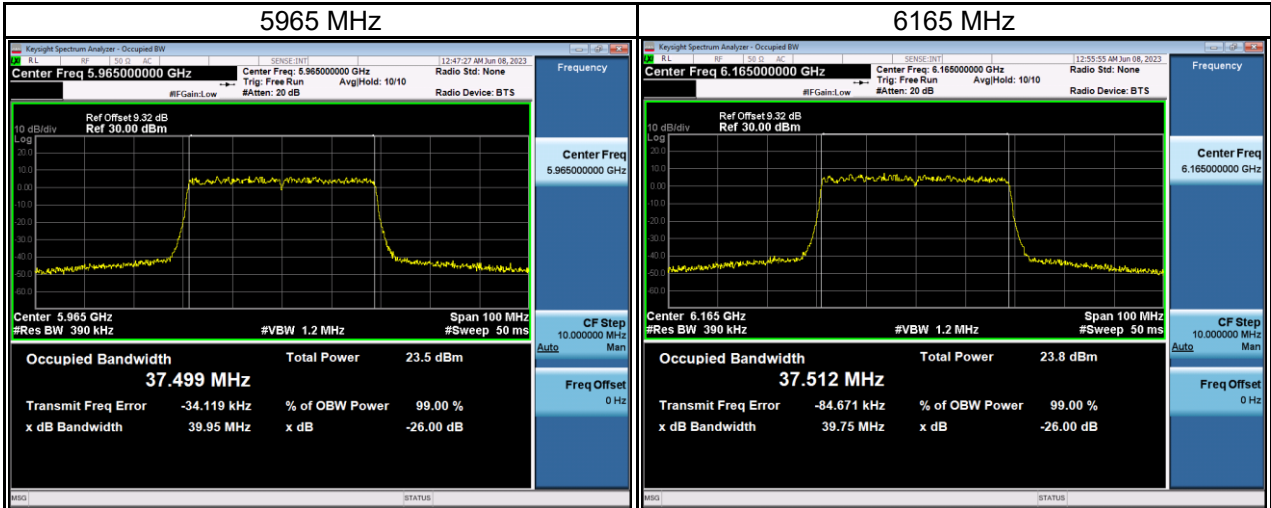 5965 MHz
Keysight Spectrum Analyzer - Occupied BW
RL RF 50 Ω AC SENSE:INT 12:47:27 AM Jun 08, 2023
Center Freq 5.965000000 GHz
Center Freq: 5.965000000 GHz
Radio Std: None
Trig: Free Run Avg|Hold: 10/10
#IFGain:Low #Atten: 20 dB Radio Device: BTS
Ref Offset 9.32 dB
10 dB/div Ref 30.00 dBm
Log
20.0
10.0
0.00
-10.0
-20.0
-30.0
-40.0
-50.0
-60.0
Center 5.965 GHz Span 100 MHz
#Res BW 390 kHz #VBW 1.2 MHz #Sweep 50 ms
Occupied Bandwidth Total Power 23.5 dBm
37.499 MHz
Transmit Freq Error -34.119 kHz % of OBW Power 99.00 %
x dB Bandwidth 39.95 MHz x dB -26.00 dB
MSG STATUS
Frequency
Center Freq
5.965000000 GHz
CF Step
10.000000 MHz
Auto Man
Freq Offset
0 Hz
6165 MHz
Keysight Spectrum Analyzer - Occupied BW
RL RF 50 Ω AC SENSE:INT 12:55:55 AM Jun 08, 2023
Center Freq 6.165000000 GHz
Center Freq: 6.165000000 GHz
Radio Std: None
Trig: Free Run Avg|Hold: 10/10
#IFGain:Low #Atten: 20 dB Radio Device: BTS
Ref Offset 9.32 dB
10 dB/div Ref 30.00 dBm
Log
20.0
10.0
0.00
-10.0
-20.0
-30.0
-40.0
-50.0
-60.0
Center 6.165 GHz Span 100 MHz
#Res BW 390 kHz #VBW 1.2 MHz #Sweep 50 ms
Occupied Bandwidth Total Power 23.8 dBm
37.512 MHz
Transmit Freq Error -84.671 kHz % of OBW Power 99.00 %
x dB Bandwidth 39.75 MHz x dB -26.00 dB
MSG STATUS
Frequency
Center Freq
6.165000000 GHz
CF Step
10.000000 MHz
Auto Man
Freq Offset
0 Hz